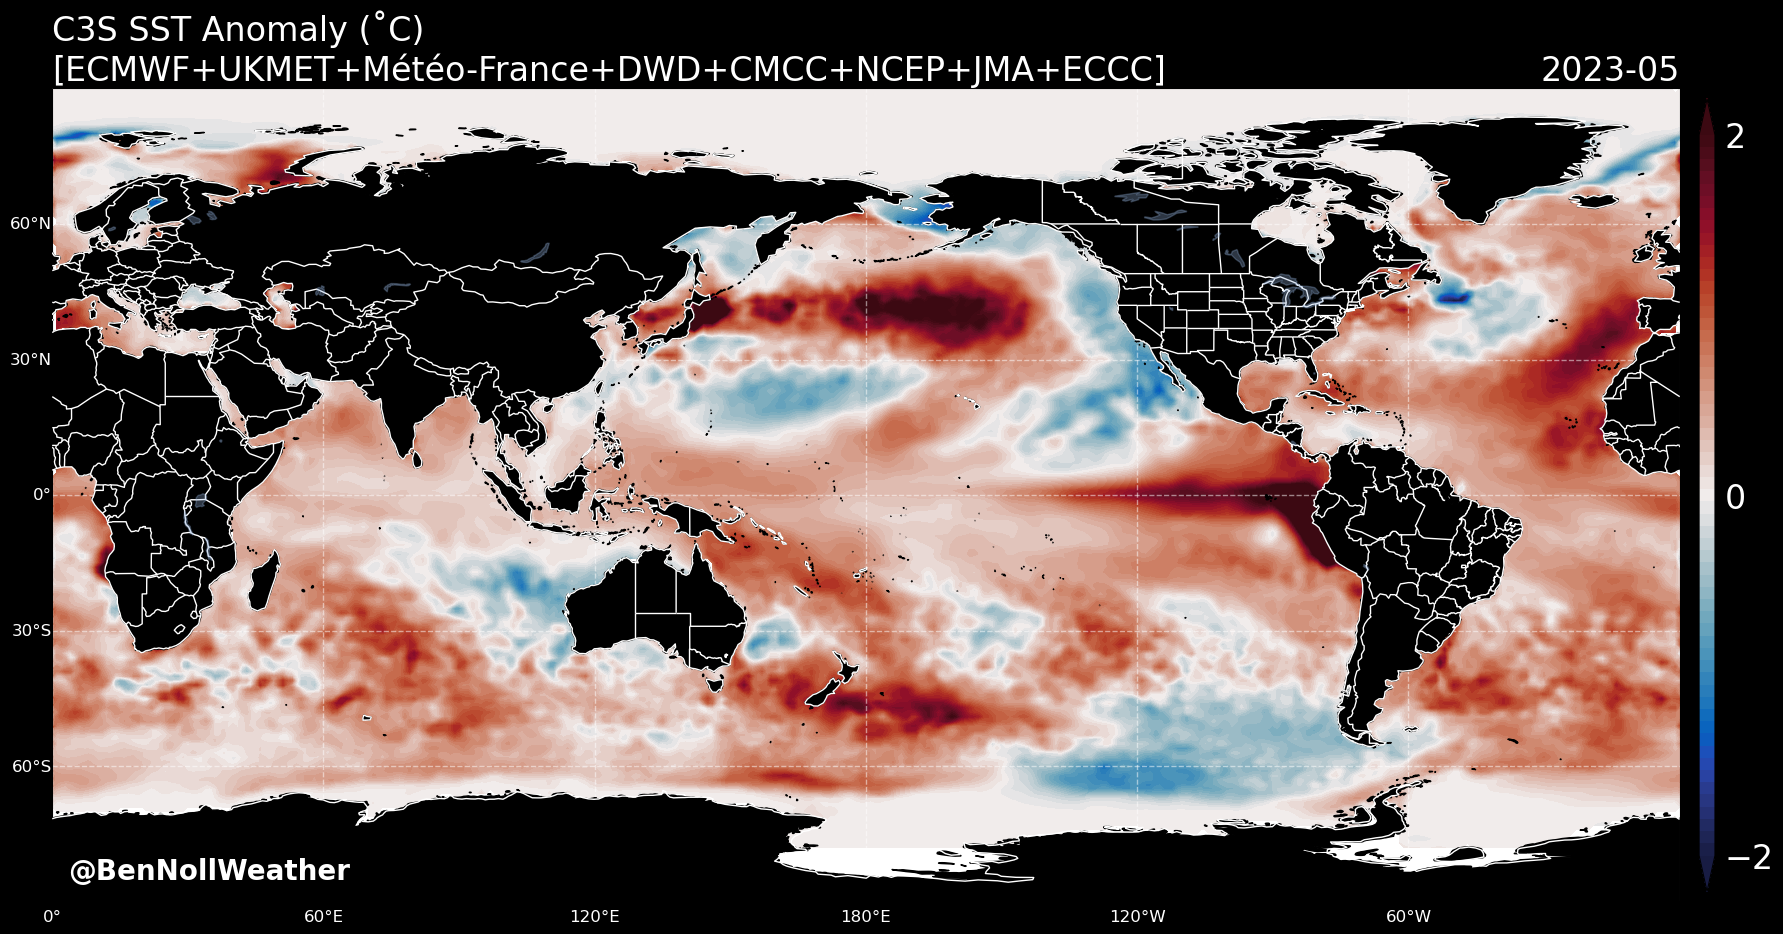 C3S SST Anomaly (˚C)
[ECMWF+UKMET+Météo-France+DWD+CMCC+NCEP+JMA+ECCC] 2023-05
2
60°N
30°N
0°
0
30°S
60°S
−2
@BenNollWeather
0° 60°E 120°E 180°E 120°W 60°W